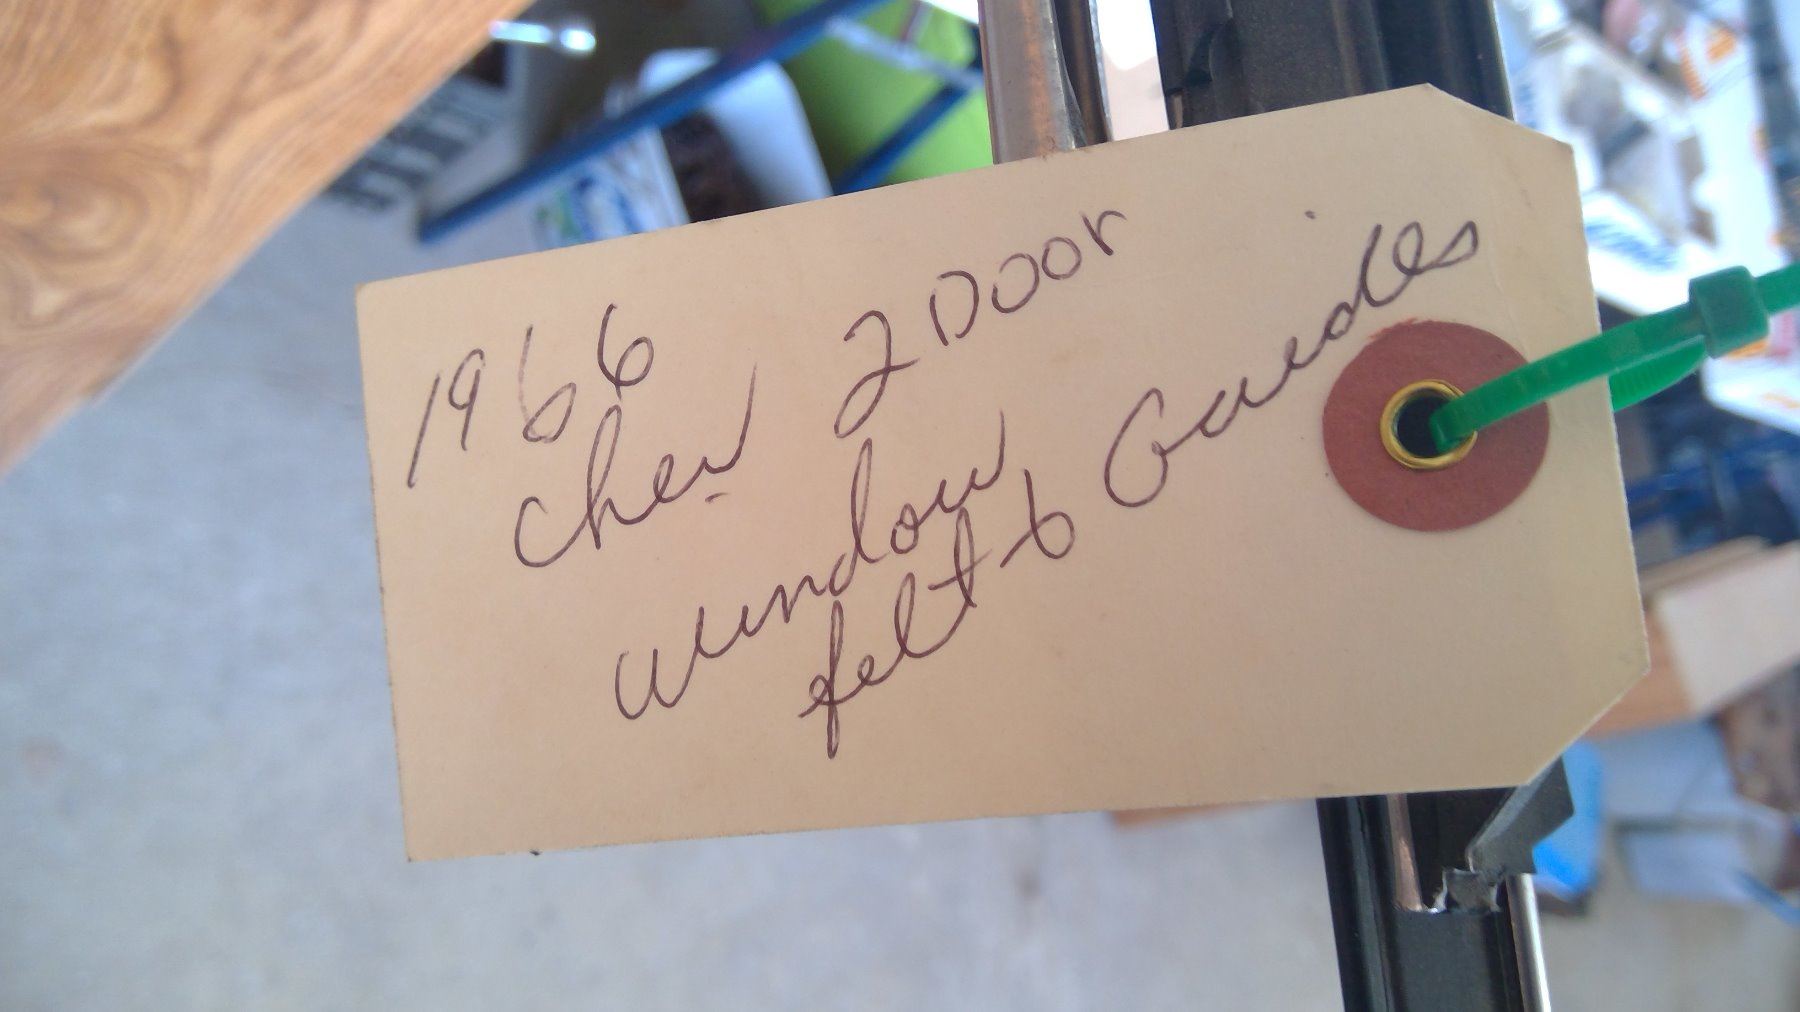 1966
Chev 2 Door
window
felt & Guides